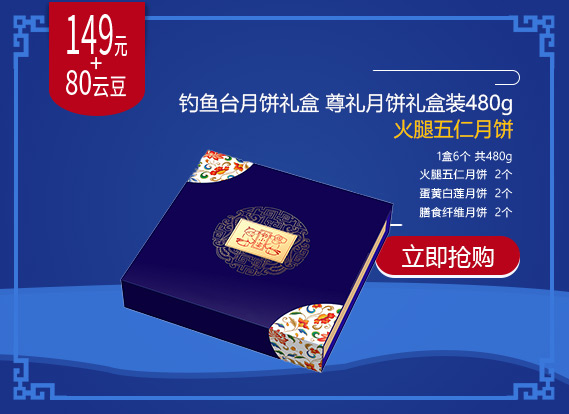 149元
+
80云豆
钓鱼台月饼礼盒 尊礼月饼礼盒装480g
火腿五仁月饼
1盒6个 共480g
火腿五仁月饼 2个
蛋黄白莲月饼 2个
膳食纤维月饼 2个
立即抢购